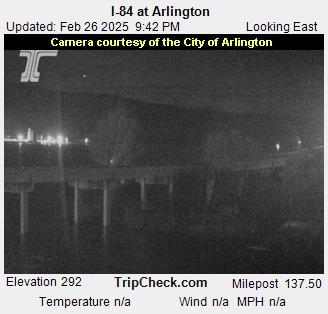 I-84 at Arlington
Updated: Feb 26 2025 9:42 PM Looking East
Camera courtesy of the City of Arlington
Elevation 292 TripCheck.com Milepost 137.50
Temperature n/a Wind n/a MPH n/a